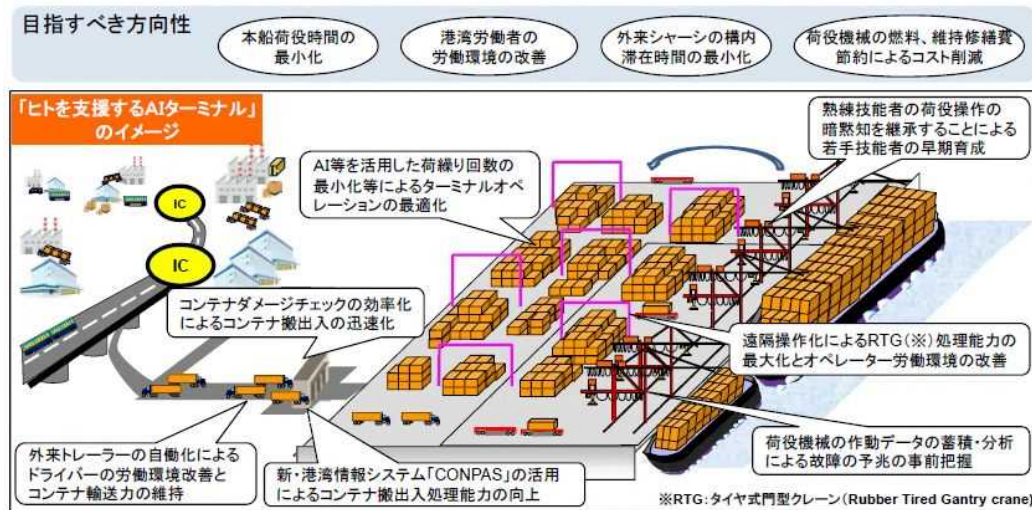 目指すべき方向性
本船荷役時間の
最小化
港湾労働者の
労働環境の改善
外来シャーシの構内
滞在時間の最小化
荷役機械の燃料、維持修繕費
節約によるコスト削減
「ヒトを支援するAIターミナル」
のイメージ
熟練技能者の荷役操作の
暗黙知を継承することによる
若手技能者の早期育成
AI等を活用した荷繰り回数の
最小化等によるターミナルオペ
レーションの最適化
IC
IC
コンテナダメージチェックの効率化
によるコンテナ搬出入の迅速化
遠隔操作化によるRTG(※)処理能力の
最大化とオペレーター労働環境の改善
外来トレーラーの自働化による
ドライバーの労働環境改善と
コンテナ輸送力の維持
新・港湾情報システム「CONPAS」の活用
によるコンテナ搬出入処理能力の向上
荷役機械の作動データの蓄積・分析
による故障の予兆の事前把握
※RTG:タイヤ式門型クレーン(Rubber Tired Gantry crane)